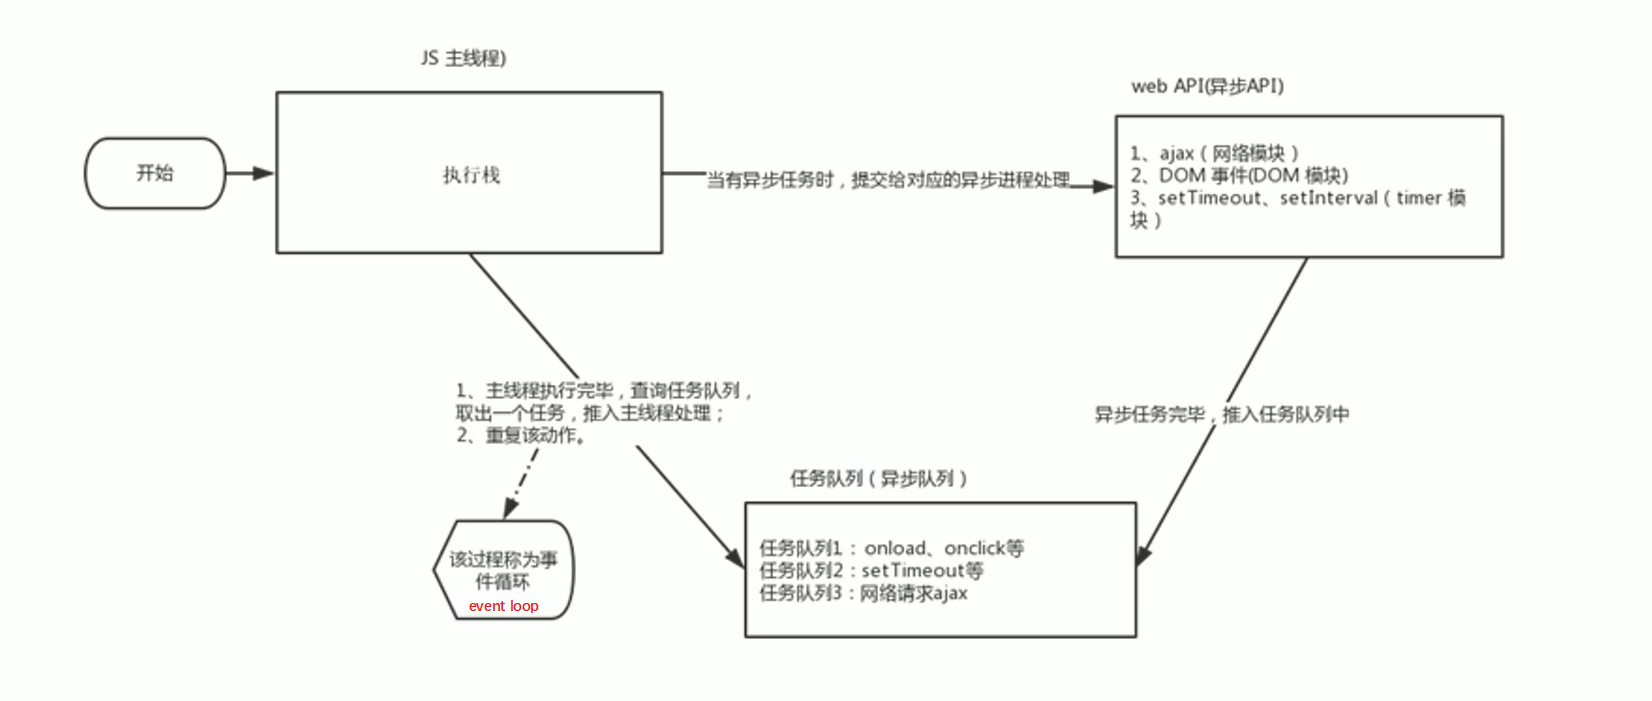 JS 主线程)
web API(异步API)
开始
执行栈
当有异步任务时，提交给对应的异步进程处理
1、ajax（网络模块）
2、DOM 事件(DOM 模块)
3、setTimeout、setInterval（timer 模
块）
1、主线程执行完毕，查询任务队列，
取出一个任务，推入主线程处理；
2、重复该动作。
异步任务完毕，推入任务队列中
任务队列（异步队列）
任务队列1：onload、onclick等
任务队列2：setTimeout等
任务队列3：网络请求ajax
该过程称为事
件循环
event loop